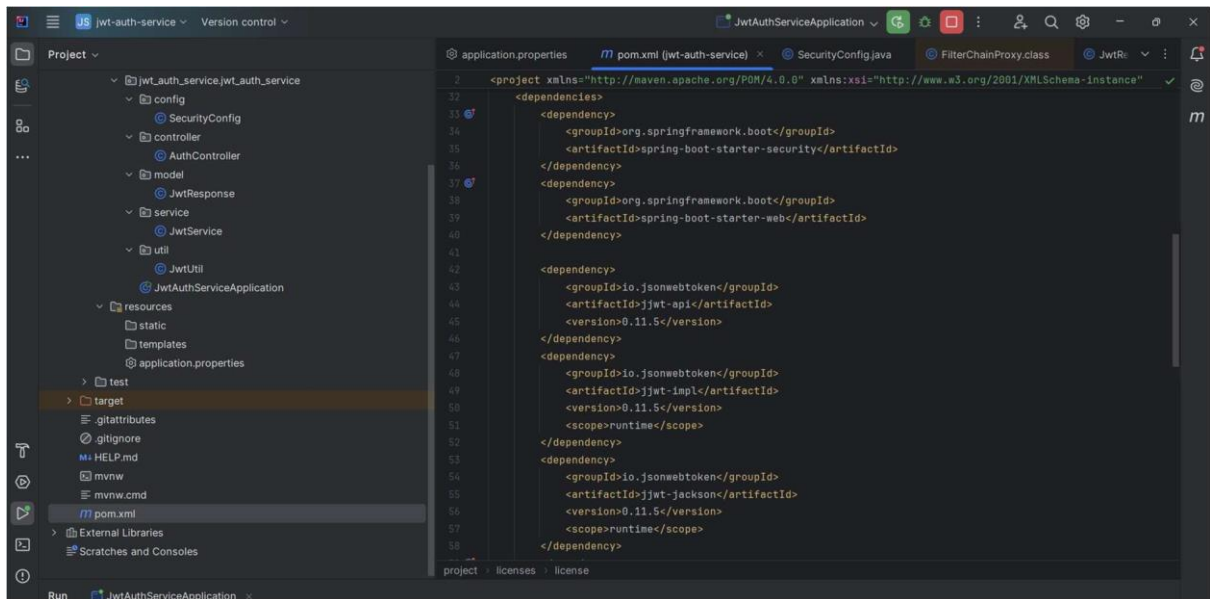 JS jwt-auth-service Version control JwtAuthServiceApplication
Project
application.properties m pom.xml (jwt-auth-service) SecurityConfig.java FilterChainProxy.class JwtRe
jwt_auth_service.jwt_auth_service
config
SecurityConfig
controller
AuthController
model
JwtResponse
service
JwtService
util
JwtUtil
JwtAuthServiceApplication
resources
static
templates
application.properties
test
target
.gitattributes
.gitignore
M↓ HELP.md
mvnw
mvnw.cmd
m pom.xml
External Libraries
Scratches and Consoles
2 <project xmlns="http://maven.apache.org/POM/4.0.0" xmlns:xsi="http://www.w3.org/2001/XMLSchema-instance"
32 <dependencies>
33 <dependency>
34 <groupId>org.springframework.boot</groupId>
35 <artifactId>spring-boot-starter-security</artifactId>
36 </dependency>
37 <dependency>
38 <groupId>org.springframework.boot</groupId>
39 <artifactId>spring-boot-starter-web</artifactId>
40 </dependency>
41
42 <dependency>
43 <groupId>io.jsonwebtoken</groupId>
44 <artifactId>jjwt-api</artifactId>
45 <version>0.11.5</version>
46 </dependency>
47 <dependency>
48 <groupId>io.jsonwebtoken</groupId>
49 <artifactId>jjwt-impl</artifactId>
50 <version>0.11.5</version>
51 <scope>runtime</scope>
52 </dependency>
53 <dependency>
54 <groupId>io.jsonwebtoken</groupId>
55 <artifactId>jjwt-jackson</artifactId>
56 <version>0.11.5</version>
57 <scope>runtime</scope>
58 </dependency>
project > licenses > license
m
Run JwtAuthServiceApplication